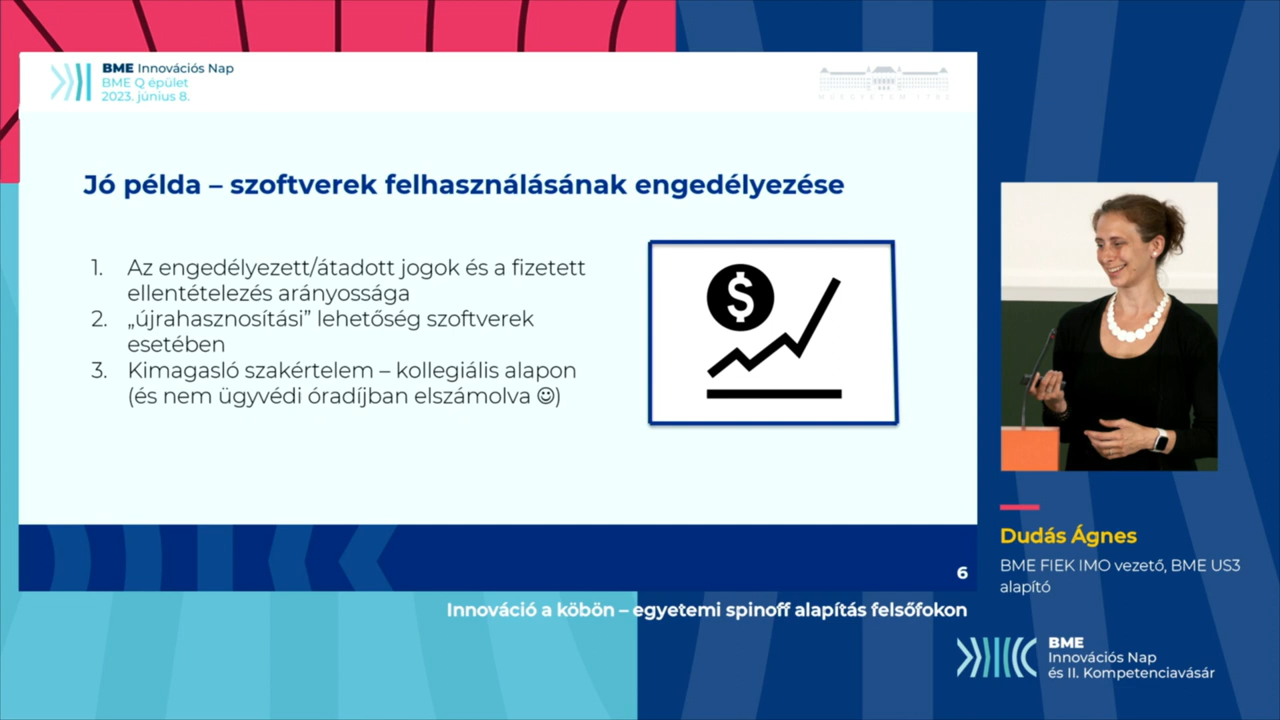 BME Innovációs Nap
BME Q épület
2023. június 8.
MŰEGYETEM 1782
Jó példa – szoftverek felhasználásának engedélyezése
1. Az engedélyezett/átadott jogok és a fizetett
ellentételezés arányossága
2. „újrahasznosítási” lehetőség szoftverek
esetében
3. Kimagasló szakértelem – kollegiális alapon
(és nem ügyvédi óradíjban elszámolva ☺)
$
6
Dudás Ágnes
BME FIEK IMO vezető, BME US3
alapító
Innováció a köbön – egyetemi spinoff alapítás felsőfokon
BME
Innovációs Nap
és II. Kompetenciavásár